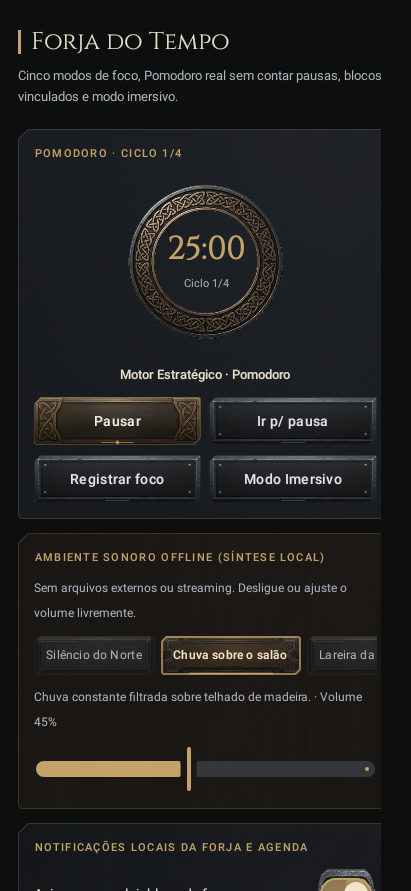 Forja do Tempo
Cinco modos de foco, Pomodoro real sem contar pausas, blocos
vinculados e modo imersivo.
POMODORO · CICLO 1/4
25:00
Ciclo 1/4
Motor Estratégico · Pomodoro
Pausar
Ir p/ pausa
Registrar foco
Modo Imersivo
AMBIENTE SONORO OFFLINE (SÍNTESE LOCAL)
Sem arquivos externos ou streaming. Desligue ou ajuste o
volume livremente.
Silêncio do Norte
Chuva sobre o salão
Lareira da
Chuva constante filtrada sobre telhado de madeira. · Volume
45%
NOTIFICAÇÕES LOCAIS DA FORJA E AGENDA